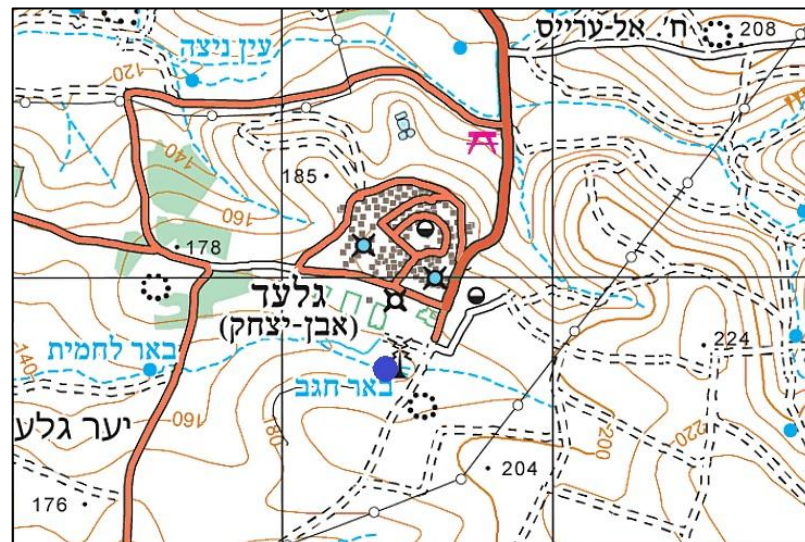 ח'. אל-ערייס
208
עין ניצה
120
140
185
160
178
גלעד
(אבן-יצחק)
באר לחמית
140
באר חגב
224
יער גלע
160
180
200
220
204
176